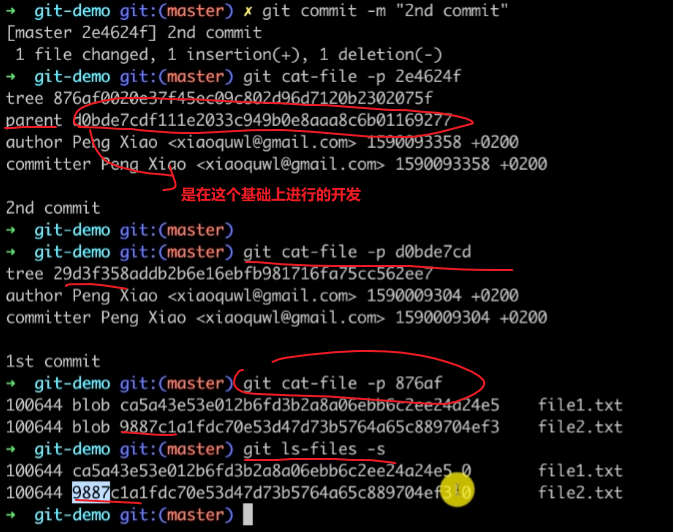 → git-demo git:(master) ✗ git commit -m "2nd commit"
[master 2e4624f] 2nd commit
1 file changed, 1 insertion(+), 1 deletion(-)
→ git-demo git:(master) git cat-file -p 2e4624f
tree 876af0020e37f45ec09c802d96d7120b2302075f
parent d0bde7cdf111e2033c949b0e8aaa8c6b01169277
author Peng Xiao <xiaoquwl@gmail.com> 1590093358 +0200
committer Peng Xiao <xiaoquwl@gmail.com> 1590093358 +0200
是在这个基础上进行的开发
2nd commit
→ git-demo git:(master)
→ git-demo git:(master) git cat-file -p d0bde7cd
tree 29d3f358addb2b6e16ebfb981716fa75cc562ee7
author Peng Xiao <xiaoquwl@gmail.com> 1590009304 +0200
committer Peng Xiao <xiaoquwl@gmail.com> 1590009304 +0200
1st commit
→ git-demo git:(master) git cat-file -p 876af
100644 blob ca5a43e53e012b6fd3b2a8a06ebb6c2ee24a24e5 file1.txt
100644 blob 9887c1a1fdc70e53d47d73b5764a65c889704ef3 file2.txt
→ git-demo git:(master) git ls-files -s
100644 ca5a43e53e012b6fd3b2a8a06ebb6c2ee24a24e5 0 file1.txt
100644 9887c1a1fdc70e53d47d73b5764a65c889704ef3 0 file2.txt
→ git-demo git:(master)